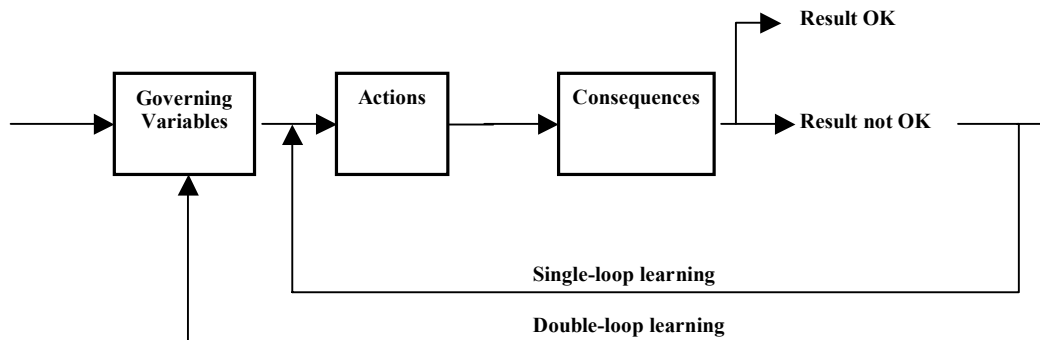 Result OK
Governing
Variables
Actions
Consequences
Result not OK
Single-loop learning
Double-loop learning